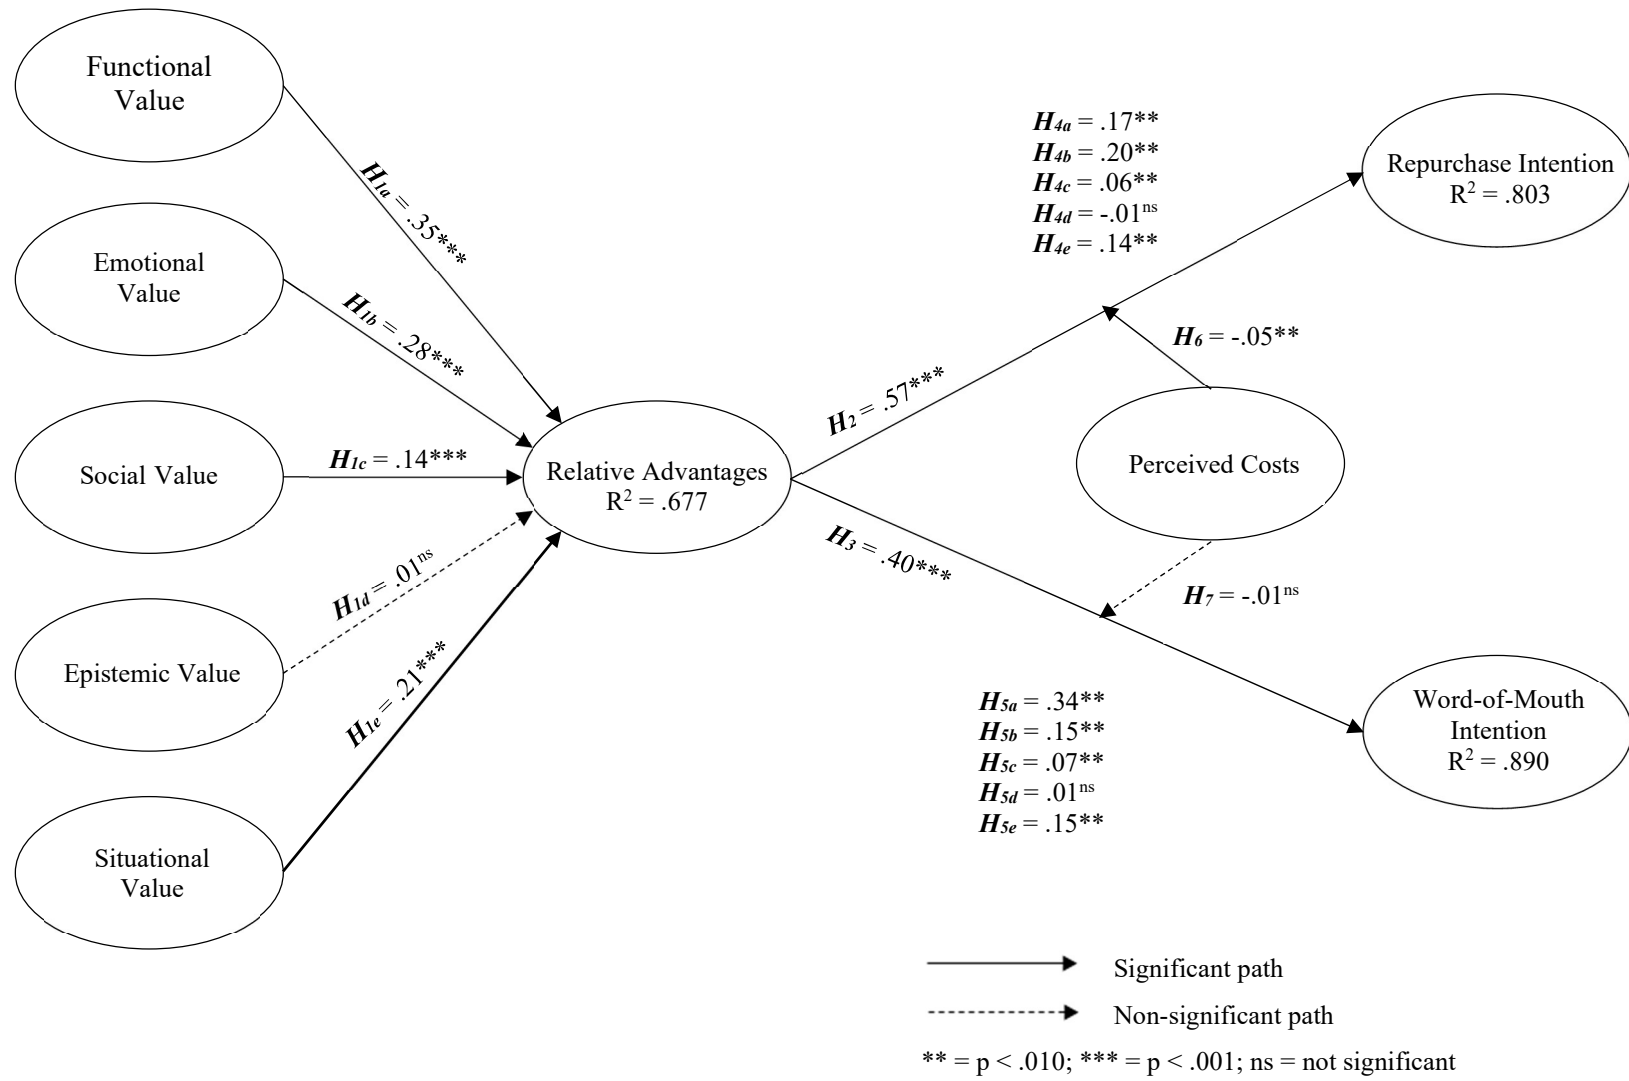 Functional
Value
H1a = .35***
Emotional
Value
H1b = .28***
Social Value
H1c = .14***
Epistemic Value
H1d = .01ns
Situational
Value
H1e = .21***
Relative Advantages
R2 = .677
H2 = .57***
H3 = .40***
H4a = .17**
H4b = .20**
H4c = .06**
H4d = -.01ns
H4e = .14**
Repurchase Intention
R2 = .803
H6 = -.05**
Perceived Costs
H7 = -.01ns
H5a = .34**
H5b = .15**
H5c = .07**
H5d = .01ns
H5e = .15**
Word-of-Mouth
Intention
R2 = .890
Significant path
Non-significant path
** = p < .010; *** = p < .001; ns = not significant